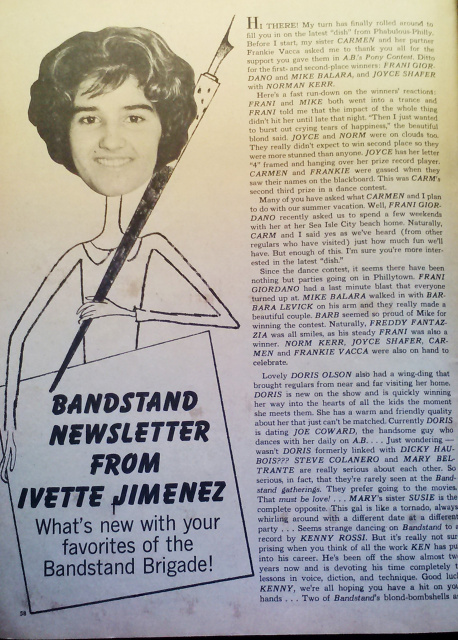 BANDSTAND
NEWSLETTER
FROM
IVETTE JIMENEZ
What's new with your
favorites of the
Bandstand Brigade!
38
HI THERE! My turn has finally rolled around to
fill you in on the latest "dish" from Phabulous-Philly.
Before I start, my sister CARMEN and her partner
Frankie Vacca asked me to thank you all for the
support you gave them in A.B.'s Pony Contest. Ditto
for the first- and second-place winners: FRANI GIOR-
DANO and MIKE BALARA, and JOYCE SHAFER
with NORMAN KERR.
Here's a fast run-down on the winners' reactions:
FRANI and MIKE both went into a trance and
FRANI told me that the impact of the whole thing
didn't hit her until late that night. "Then I just wanted
to burst out crying tears of happiness," the beautiful
blond said. JOYCE and NORM were on clouds too.
They really didn't expect to win second place so they
were more stunned than anyone. JOYCE has her letter
"4" framed and hanging over her prize record player.
CARMEN and FRANKIE were gassed when they
saw their names on the blackboard. This was CARM's
second third prize in a dance contest.
Many of you have asked what CARMEN and I plan
to do with our summer vacation. Well, FRANI GIOR-
DANO recently asked us to spend a few weekends
with her at her Sea Isle City beach home. Naturally,
CARM and I said yes as we've heard (from other
regulars who have visited) just how much fun we'll
have. But enough of this. I'm sure you're more inter-
ested in the latest "dish."
Since the dance contest, it seems there have been
nothing but parties going on in Phillytown. FRANI
GIORDANO had a last minute blast that everyone
turned up at. MIKE BALARA walked in with BAR-
BARA LEVICK on his arm and they really made a
beautiful couple. BARB seemed so proud of Mike for
winning the contest. Naturally, FREDDY FANTAZ-
ZIA was all smiles, as his steady FRANI was also a
winner. NORM KERR, JOYCE SHAFER, CAR-
MEN and FRANKIE VACCA were also on hand to
celebrate.
Lovely DORIS OLSON also had a wing-ding that
brought regulars from near and far visiting her home.
DORIS is new on the show and is quickly winning
her way into the hearts of all the kids the moment
she meets them. She has a warm and friendly quality
about her that just can't be matched. Currently DORIS
is dating JOE COWARD, the handsome guy who
dances with her daily on A.B. . . . Just wondering —
wasn't DORIS formerly linked with DICKY HAU-
BOIS??? STEVE COLANERO and MARY BEL-
TRANTE are really serious about each other. So
serious, in fact, that they're rarely seen at the Band-
stand gatherings. They prefer going to the movies.
That must be love! . . . MARY's sister SUSIE is the
complete opposite. This gal is like a tornado, always
whirling around with a different date at a different
party . . . Seems strange dancing on Bandstand to a
record by KENNY ROSSI. But it's really not sur-
prising when you think of all the work KEN has put
into his career. He's been off the show almost two
years now and is devoting his time completely to
lessons in voice, diction, and technique. Good luck
KENNY, we're all hoping you have a hit on you
hands . . . Two of Bandstand's blond-bombshells a